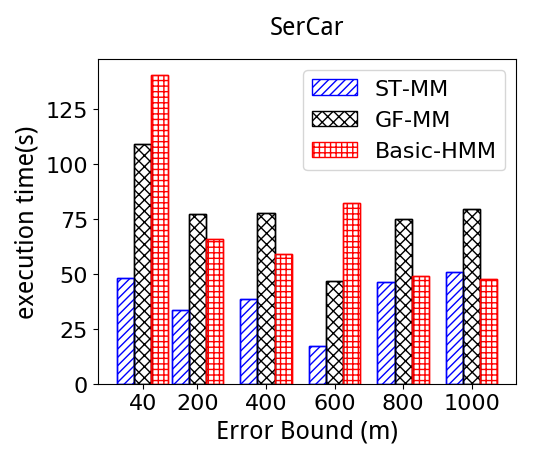 SerCar
ST-MM
GF-MM
Basic-HMM
execution time(s)
125
100
75
50
25
0
40 200 400 600 800 1000
Error Bound (m)